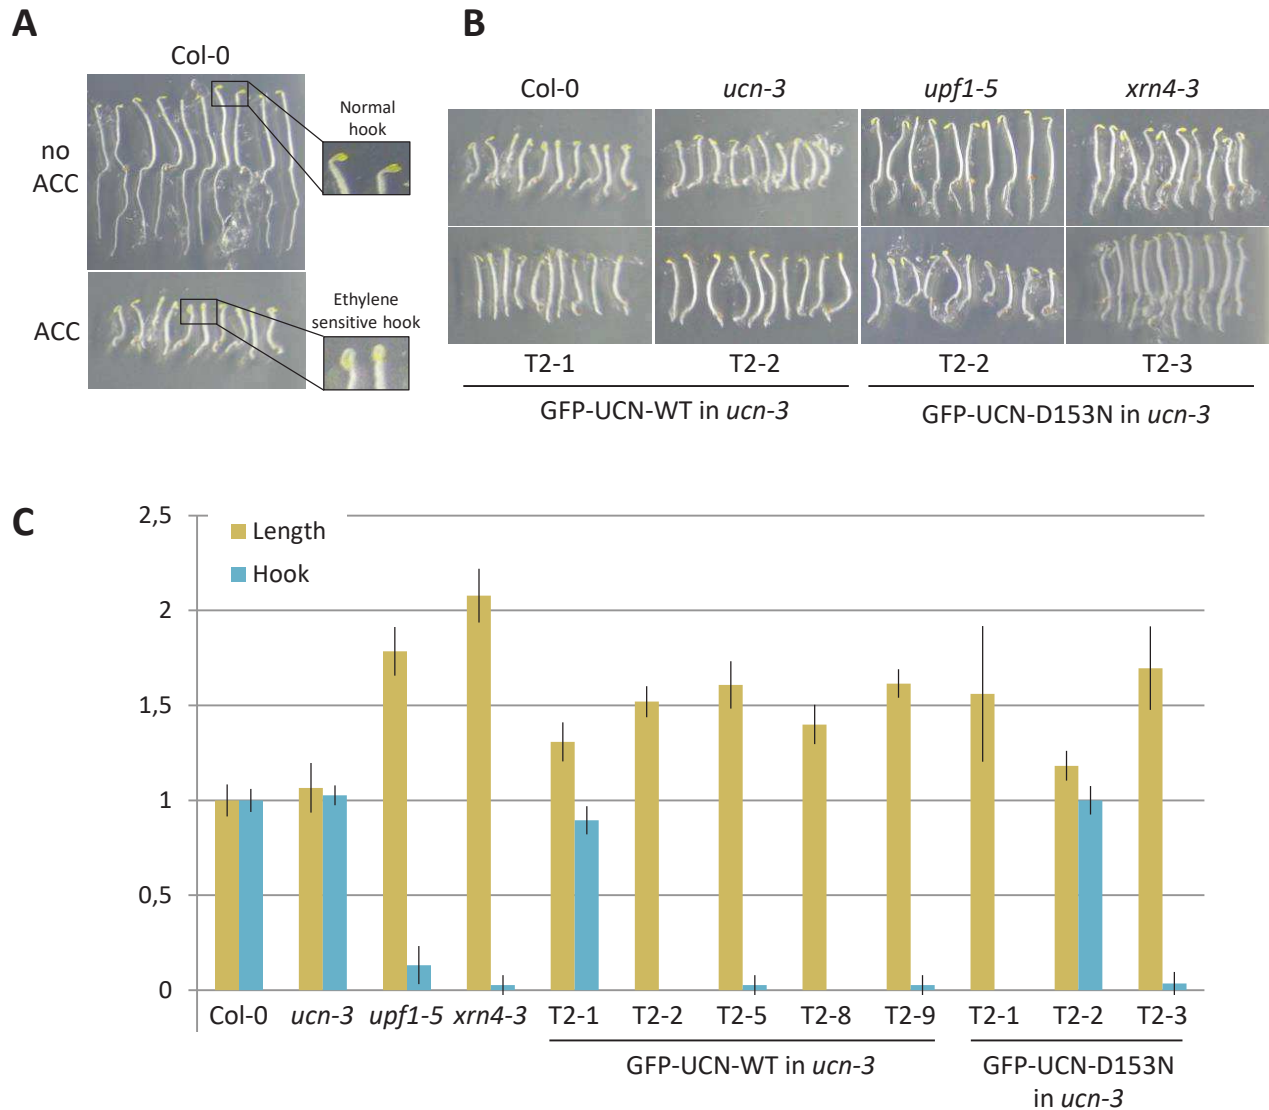 A
Col-0
no
ACC
Normal
hook
ACC
Ethylene
sensitive hook
B
Col-0 ucn-3 upf1-5 xrn4-3
T2-1 T2-2 T2-2 T2-3
GFP-UCN-WT in ucn-3 GFP-UCN-D153N in ucn-3
C
Length
Hook
2,5
2
1,5
1
0,5
0
Col-0 ucn-3 upf1-5 xrn4-3 T2-1 T2-2 T2-5 T2-8 T2-9 T2-1 T2-2 T2-3
GFP-UCN-WT in ucn-3 GFP-UCN-D153N
in ucn-3